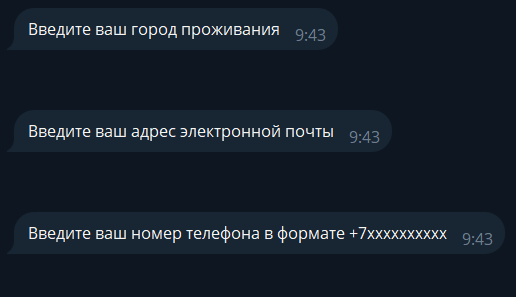 Введите ваш город проживания 9:43
Введите ваш адрес электронной почты 9:43
Введите ваш номер телефона в формате +7xxxxxxxxxx 9:43